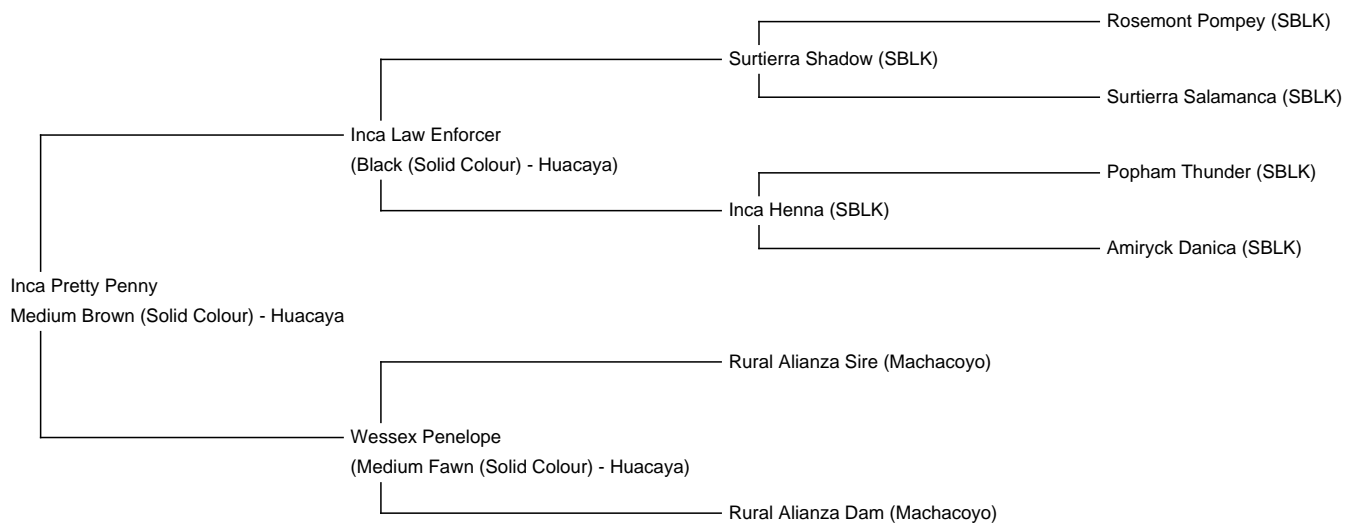 Rosemont Pompey (SBLK)
Surtierra Shadow (SBLK)
Surtierra Salamanca (SBLK)
Inca Law Enforcer
(Black (Solid Colour) - Huacaya)
Popham Thunder (SBLK)
Inca Henna (SBLK)
Amiryck Danica (SBLK)
Inca Pretty Penny
Medium Brown (Solid Colour) - Huacaya
Rural Alianza Sire (Machacoyo)
Wessex Penelope
(Medium Fawn (Solid Colour) - Huacaya)
Rural Alianza Dam (Machacoyo)